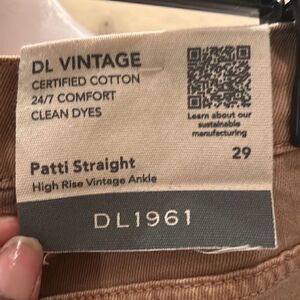 DL VINTAGE
CERTIFIED COTTON
24/7 COMFORT
CLEAN DYES
Learn about our
sustainable
manufacturing
Patti Straight
29
High Rise Vintage Ankle
DL1961